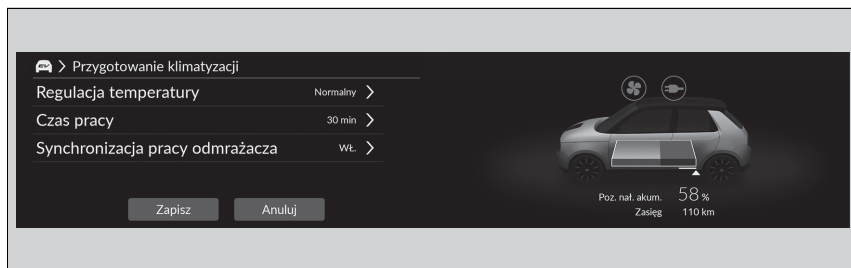 EV > Przygotowanie klimatyzacji
Regulacja temperatury Normalny >
Czas pracy 30 min >
Synchronizacja pracy odmrażacza WŁ. >
Zapisz Anuluj
Poz. nał. akum. 58 %
Zasięg 110 km